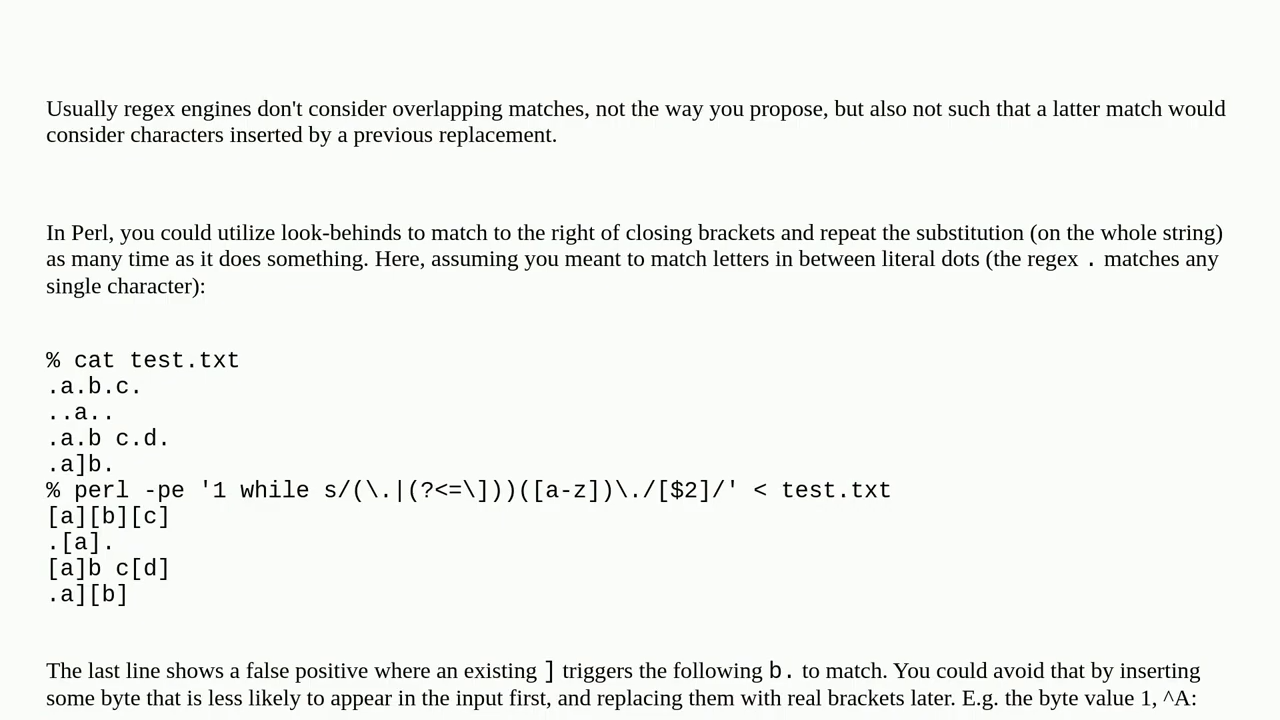 Usually regex engines don't consider overlapping matches, not the way you propose, but also not such that a latter match would
consider characters inserted by a previous replacement.
In Perl, you could utilize look-behinds to match to the right of closing brackets and repeat the substitution (on the whole string)
as many time as it does something. Here, assuming you meant to match letters in between literal dots (the regex . matches any
single character):
% cat test.txt
.a.b.c.
..a..
.a.b c.d.
.a]b.
% perl -pe '1 while s/(\.|(?<=\]))([a-z])\./[$2]/' < test.txt
[a][b][c]
.[a].
[a]b c[d]
.a][b]
The last line shows a false positive where an existing ] triggers the following b. to match. You could avoid that by inserting
some byte that is less likely to appear in the input first, and replacing them with real brackets later. E.g. the byte value 1, ^A: